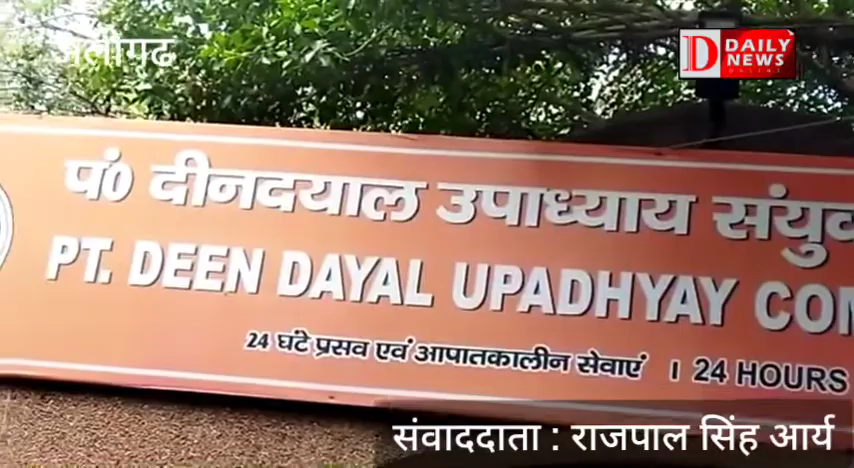 अलीगढ़
D DAILY NEWS
ONLINE
पं० दीनदयाल उपाध्याय
PT. DEEN DAYAL UPADHYAY
24 घंटे प्रसव एवं आपातकालीन सेवाएं । 24 HOURS
संवाददाता : राजपाल सिंह आर्य